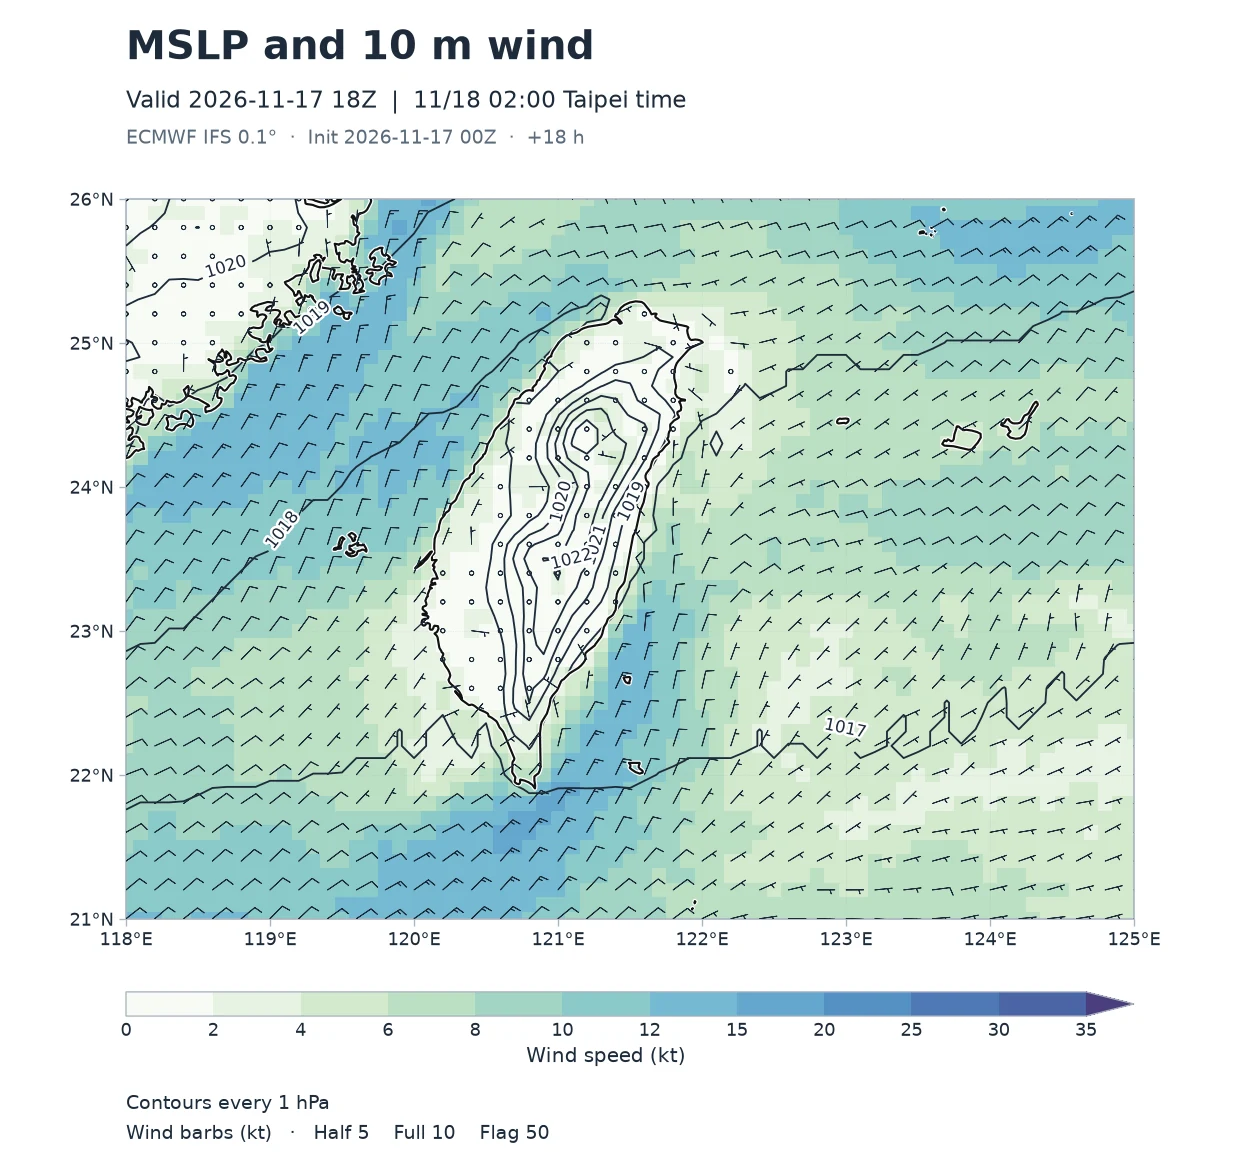 MSLP and 10 m wind
Valid 2026-11-17 18Z | 11/18 02:00 Taipei time
ECMWF IFS 0.1° · Init 2026-11-17 00Z · +18 h
26°N
1020
1019
25°N
24°N
1018
1020
1019
1021
1022
23°N
1017
22°N
21°N
118°E 119°E 120°E 121°E 122°E 123°E 124°E 125°E
0 2 4 6 8 10 12 15 20 25 30 35
Wind speed (kt)
Contours every 1 hPa
Wind barbs (kt) · Half 5 Full 10 Flag 50